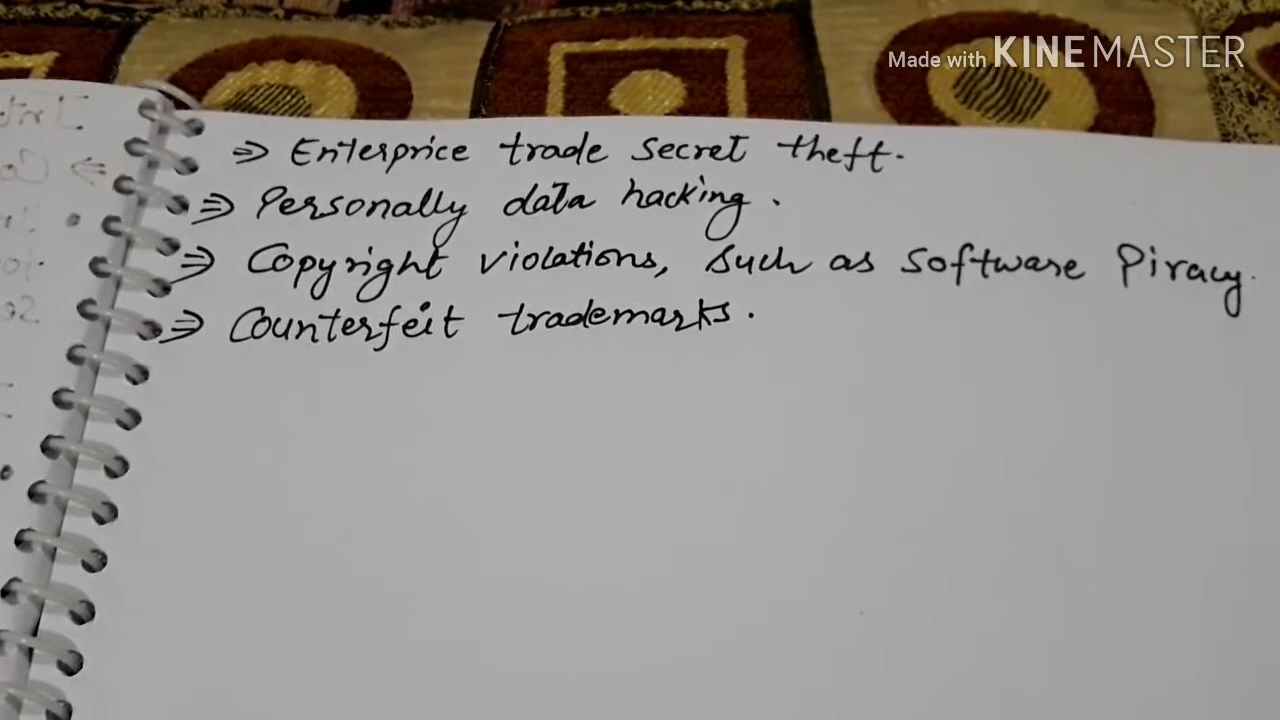 Made with KINEMASTER
⇒ Enterprice trade secret theft.
⇒ Personally data hacking.
⇒ Copyright violations, such as software Piracy.
⇒ Counterfeit trademarks.